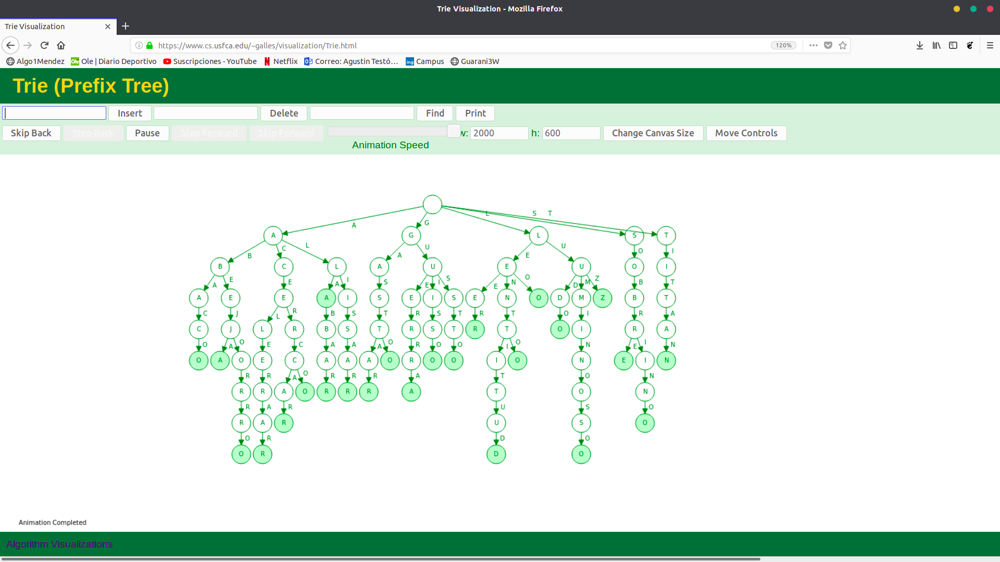 Trie Visualization - Mozilla Firefox
Trie Visualization
https://www.cs.usfca.edu/~galles/visualization/Trie.html 120%
Algo1Mendez Olé Ole | Diario Deportivo Suscripciones - YouTube Netflix Correo: Agustin Testó… ing Campus Guarani3W
Trie (Prefix Tree)
Insert Delete Find Print
Skip Back Step Back Pause Step Forward Skip Forward w: 2000 h: 600 Change Canvas Size Move Controls
Animation Speed
L S T
G
A
A G L S T
L U U
C O I
B A E
B C L A U E U O I
I O Z
E S S N T
A E E A E I D M B
A E E A I S E I S E N O D M Z B T
C J L R B S T R S T R T O I R A
C J L R B S T R S T R T O I R A
O O I
A E C A A A O R O O I O N E N
O A O E C A A A O R O O I O N E I N
R R A O R R R A T O N
R R A O R R R A T O N
R A R U S O
R A R U S O
O R D O
O R D O
Animation Completed
Algorithm Visualizations